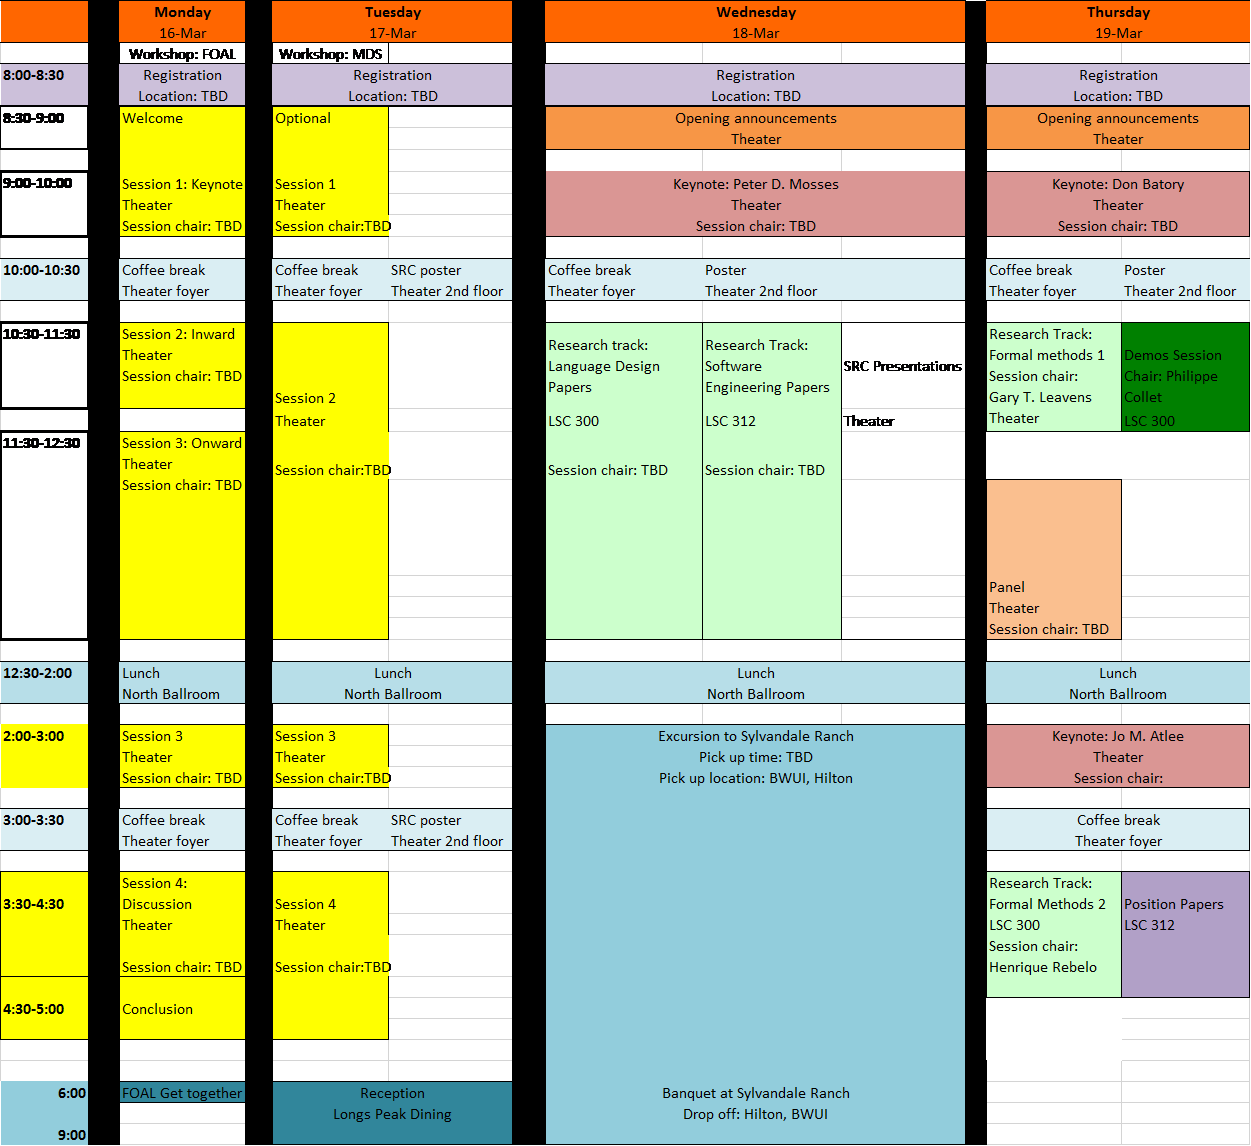 Monday
16-Mar
Tuesday
17-Mar
Wednesday
18-Mar
Thursday
19-Mar
Workshop: FOAL
Workshop: MDS
8:00-8:30
Registration
Location: TBD
Registration
Location: TBD
Registration
Location: TBD
Registration
Location: TBD
8:30-9:00
Welcome
Optional
Opening announcements
Theater
Opening announcements
Theater
9:00-10:00
Session 1: Keynote
Theater
Session chair: TBD
Session 1
Theater
Session chair:TBD
Keynote: Peter D. Mosses
Theater
Session chair: TBD
Keynote: Don Batory
Theater
Session chair: TBD
10:00-10:30
Coffee break
Theater foyer
Coffee break
Theater foyer
SRC poster
Theater 2nd floor
Coffee break
Theater foyer
Poster
Theater 2nd floor
Coffee break
Theater foyer
Poster
Theater 2nd floor
10:30-11:30
Session 2: Inward
Theater
Session chair: TBD
Session 2
Theater
Session chair:TBD
Research track:
Language Design
Papers
LSC 300
Session chair: TBD
Research Track:
Software
Engineering Papers
LSC 312
Session chair: TBD
SRC Presentations
Theater
Research Track:
Formal methods 1
Session chair:
Gary T. Leavens
Theater
Demos Session
Chair: Philippe
Collet
LSC 300
11:30-12:30
Session 3: Onward
Theater
Session chair: TBD
Panel
Theater
Session chair: TBD
12:30-2:00
Lunch
North Ballroom
Lunch
North Ballroom
Lunch
North Ballroom
Lunch
North Ballroom
2:00-3:00
Session 3
Theater
Session chair: TBD
Session 3
Theater
Session chair:TBD
Excursion to Sylvandale Ranch
Pick up time: TBD
Pick up location: BWUI, Hilton
Keynote: Jo M. Atlee
Theater
Session chair:
3:00-3:30
Coffee break
Theater foyer
Coffee break
Theater foyer
SRC poster
Theater 2nd floor
Coffee break
Theater foyer
3:30-4:30
Session 4:
Discussion
Theater
Session chair: TBD
Session 4
Theater
Session chair:TBD
Research Track:
Formal Methods 2
LSC 300
Session chair:
Henrique Rebelo
Position Papers
LSC 312
4:30-5:00
Conclusion
6:00
FOAL Get together
Reception
Longs Peak Dining
Banquet at Sylvandale Ranch
Drop off: Hilton, BWUI
9:00